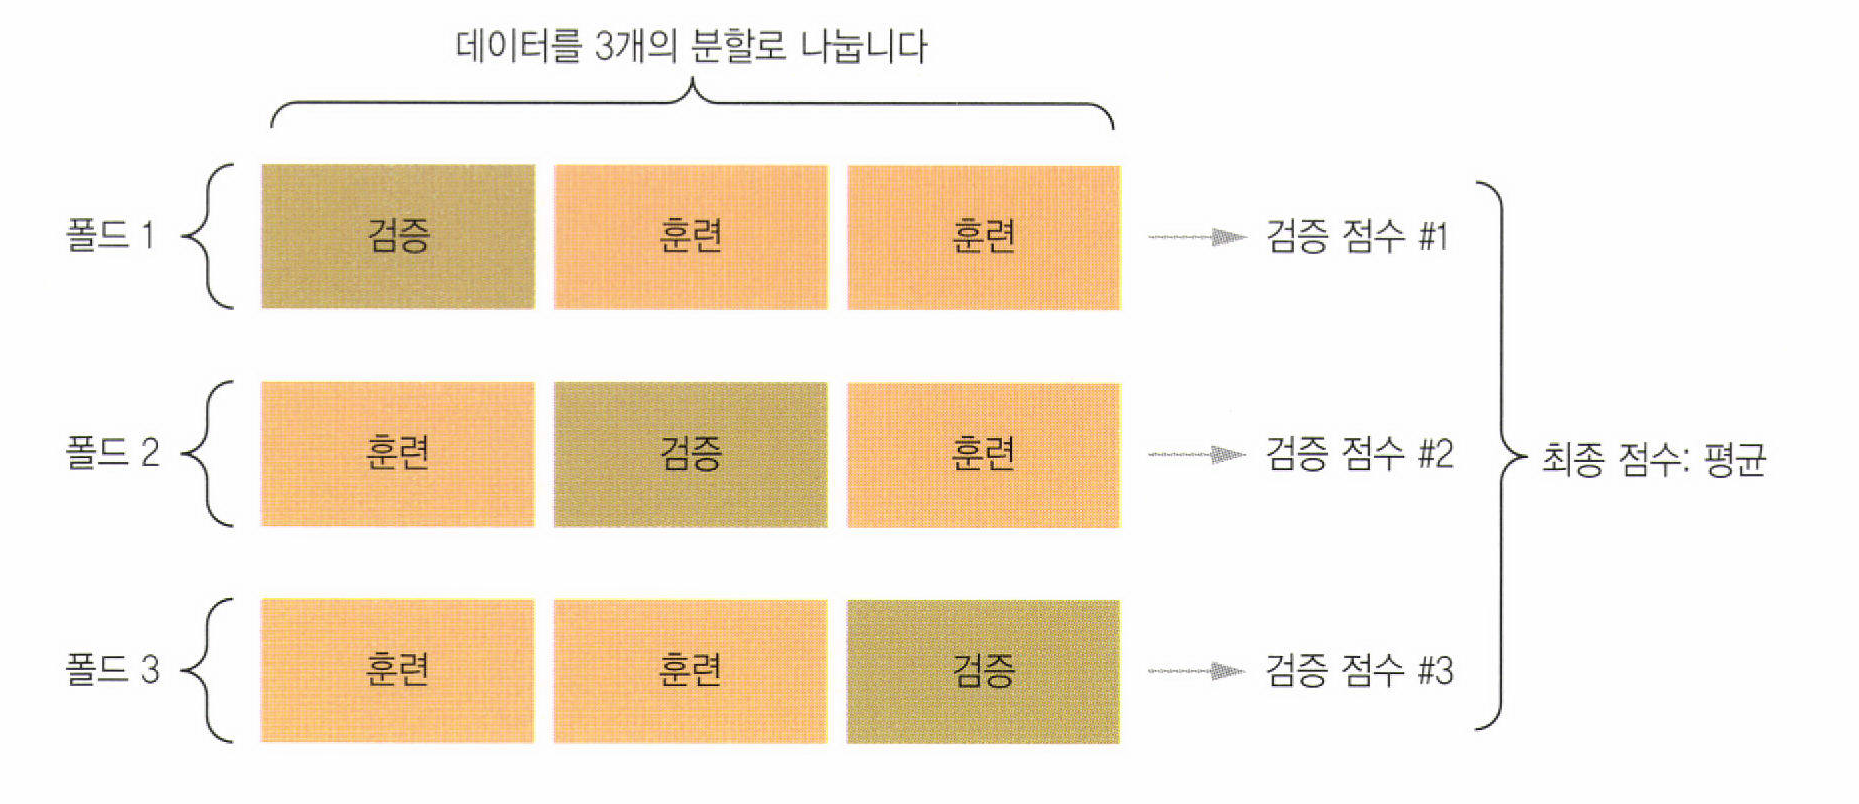 데이터를 3개의 분할로 나눕니다
폴드 1 검증 훈련 훈련 검증 점수 #1
폴드 2 훈련 검증 훈련 검증 점수 #2
최종 점수: 평균
폴드 3 훈련 훈련 검증 검증 점수 #3